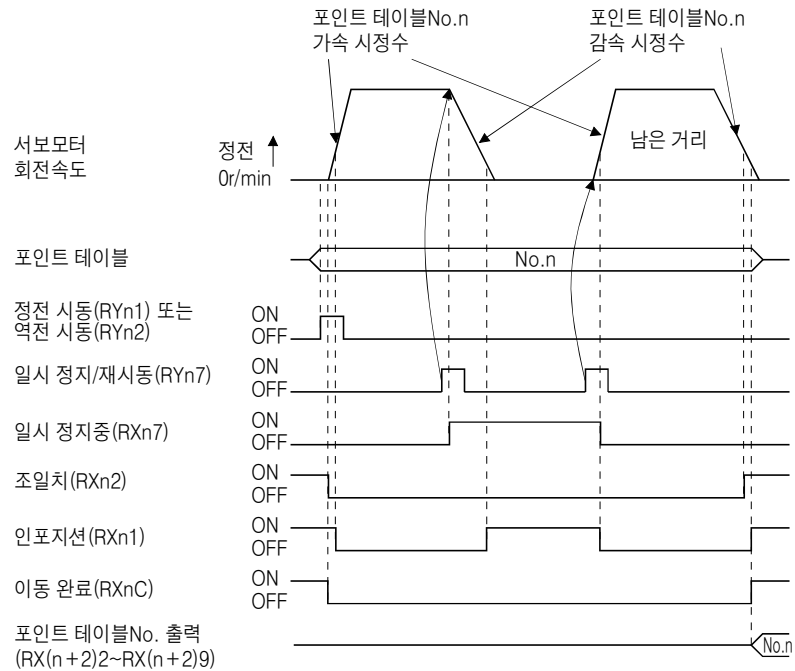 포인트 테이블No.n
가속 시정수
포인트 테이블No.n
감속 시정수
서보모터
회전속도
정전
0r/min
남은 거리
포인트 테이블
No.n
정전 시동(RYn1) 또는
역전 시동(RYn2)
ON
OFF
일시 정지/재시동(RYn7)
ON
OFF
일시 정지중(RXn7)
ON
OFF
조일치(RXn2)
ON
OFF
인포지션(RXn1)
ON
OFF
이동 완료(RXnC)
ON
OFF
포인트 테이블No. 출력
(RX(n+2)2~RX(n+2)9)
No.n